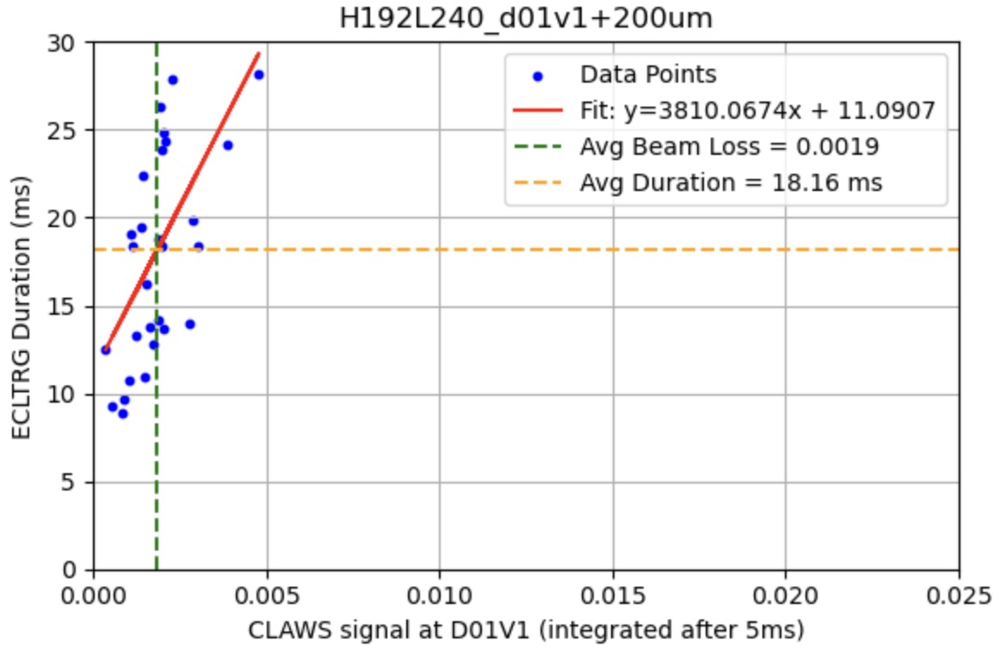 H192L240_d01v1+200um
30
25
20
15
10
5
0
ECLTRG Duration (ms)
Data Points
Fit: y=3810.0674x + 11.0907
Avg Beam Loss = 0.0019
Avg Duration = 18.16 ms
0.000 0.005 0.010 0.015 0.020 0.025
CLAWS signal at D01V1 (integrated after 5ms)